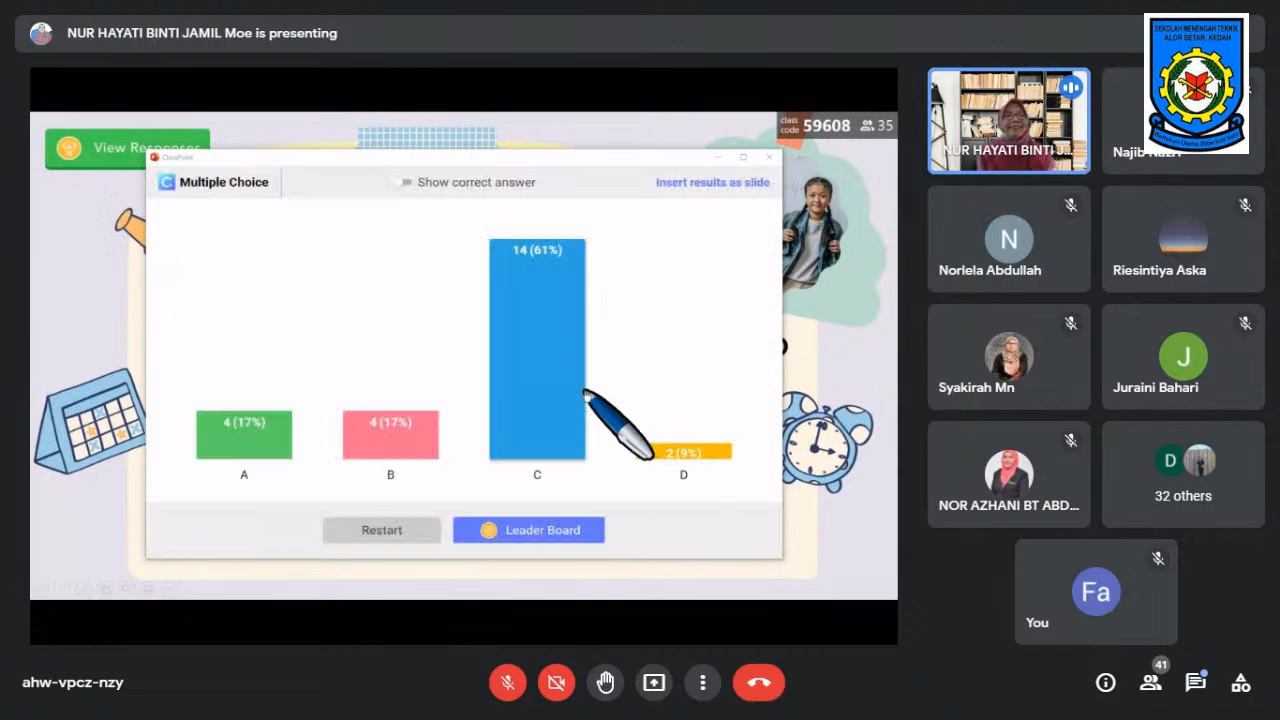 NUR HAYATI BINTI JAMIL Moe is presenting
SEKOLAH MENENGAH TEKNIK
ALOR SETAR, KEDAH
View
class code 59608 35
ClassPoint
Multiple Choice
Show correct answer
Insert results as slide
14 (61%)
4 (17%)
4 (17%)
2 (9%)
A
B
C
D
Restart
Leader Board
NUR HAYATI BINTI J...
Najib
N
Norlela Abdullah
Riesintiya Aska
Syakirah Mn
J
Juraini Bahari
NOR AZHANI BT ABD...
D
32 others
Fa
You
ahw-vpcz-nzy
41